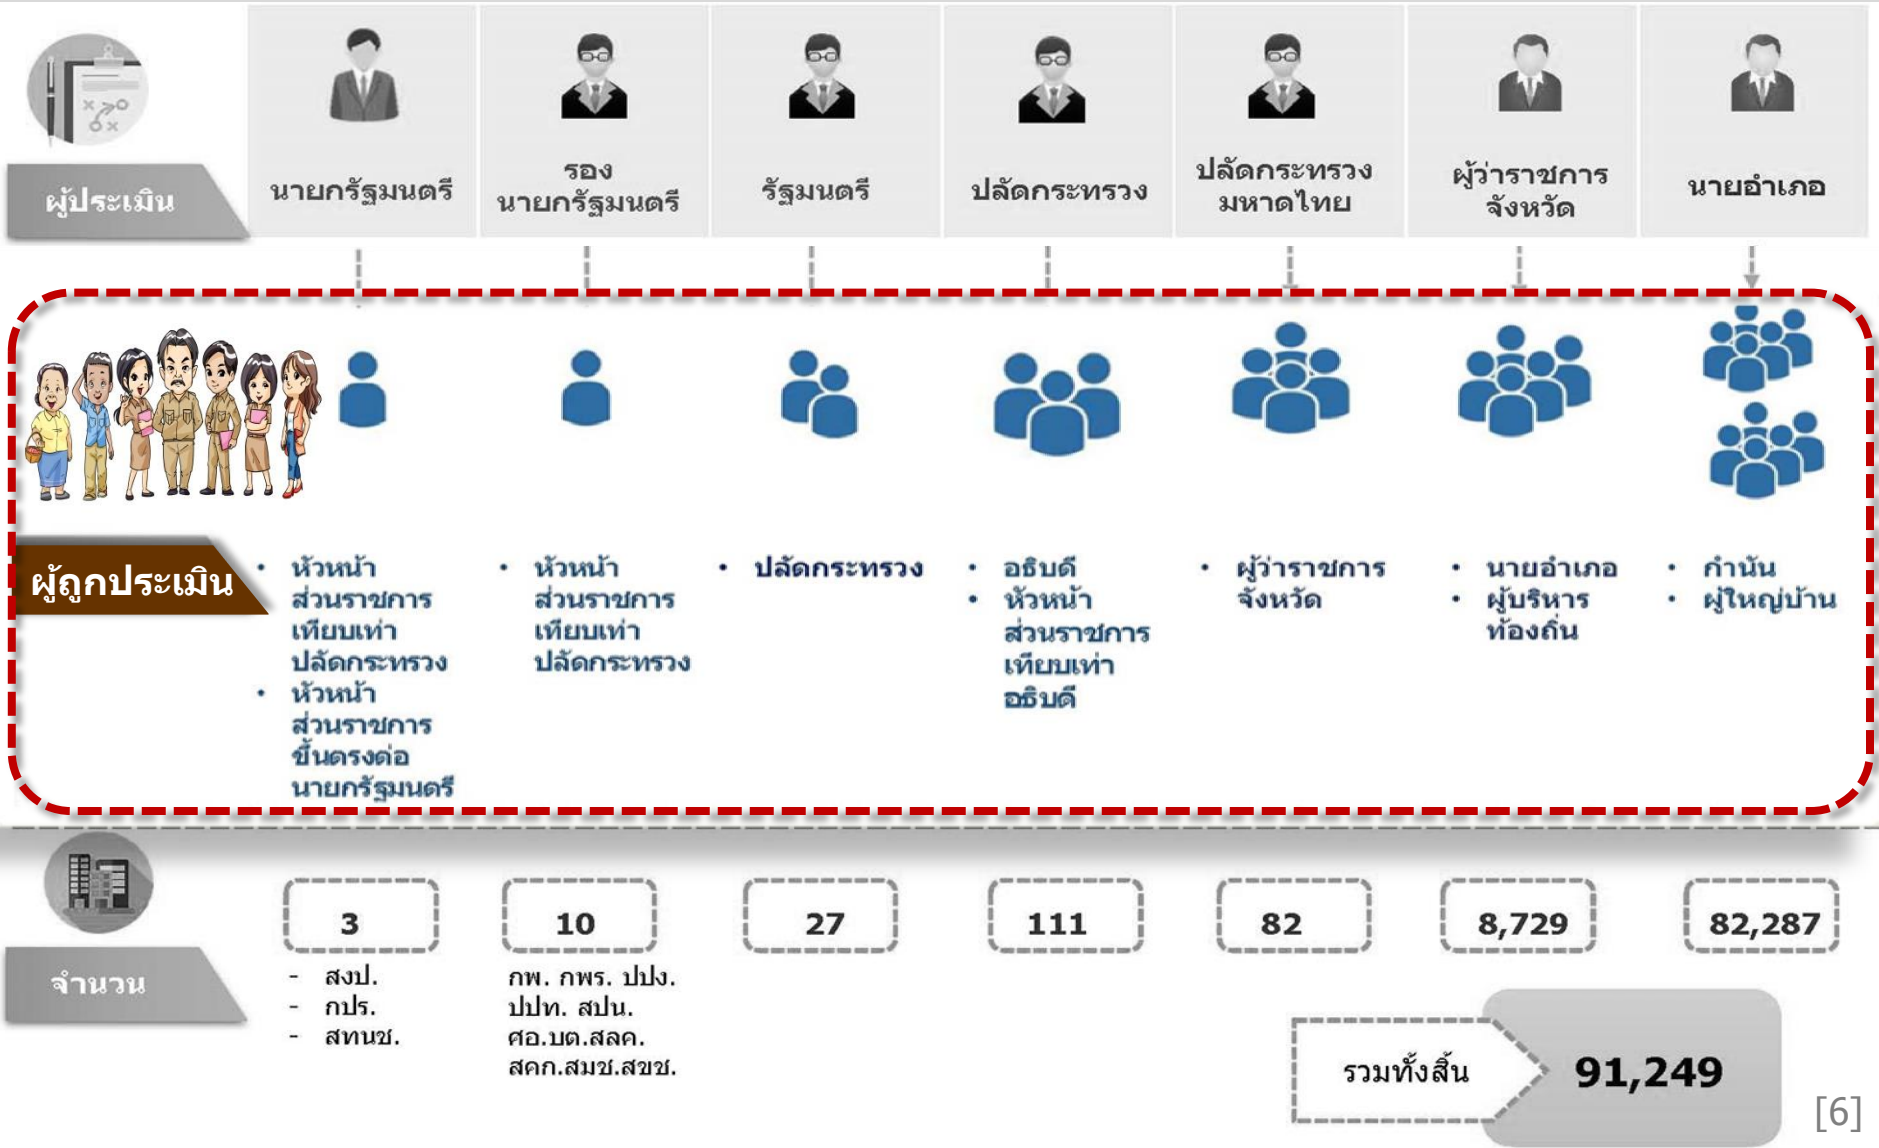 ผู้ประเมิน
นายกรัฐมนตรี
รอง
นายกรัฐมนตรี
รัฐมนตรี
ปลัดกระทรวง
ปลัดกระทรวง
มหาดไทย
ผู้ว่าราชการ
จังหวัด
นายอำเภอ
ผู้ถูกประเมิน
• หัวหน้า
ส่วนราชการ
เทียบเท่า
ปลัดกระทรวง
• หัวหน้า
ส่วนราชการ
ขึ้นตรงต่อ
นายกรัฐมนตรี
• หัวหน้า
ส่วนราชการ
เทียบเท่า
ปลัดกระทรวง
• ปลัดกระทรวง
• อธิบดี
• หัวหน้า
ส่วนราชการ
เทียบเท่า
อธิบดี
• ผู้ว่าราชการ
จังหวัด
• นายอำเภอ
• ผู้บริหาร
ท้องถิ่น
• กำนัน
• ผู้ใหญ่บ้าน
จำนวน
3
10
27
111
82
8,729
82,287
- สงป.
- กปร.
- สทนช.
กพ. กพร. ปปง.
ปปท. สปน.
ศอ.บต.สลค.
สคก.สมช.สขช.
รวมทั้งสิ้น
91,249
[6]